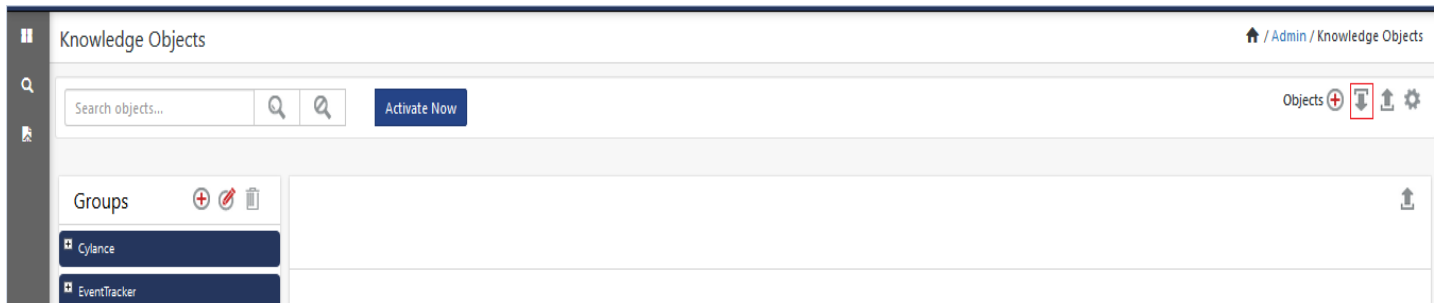 Knowledge Objects
/ Admin / Knowledge Objects
Search objects...
Activate Now
Objects
Groups
Cylance
EventTracker